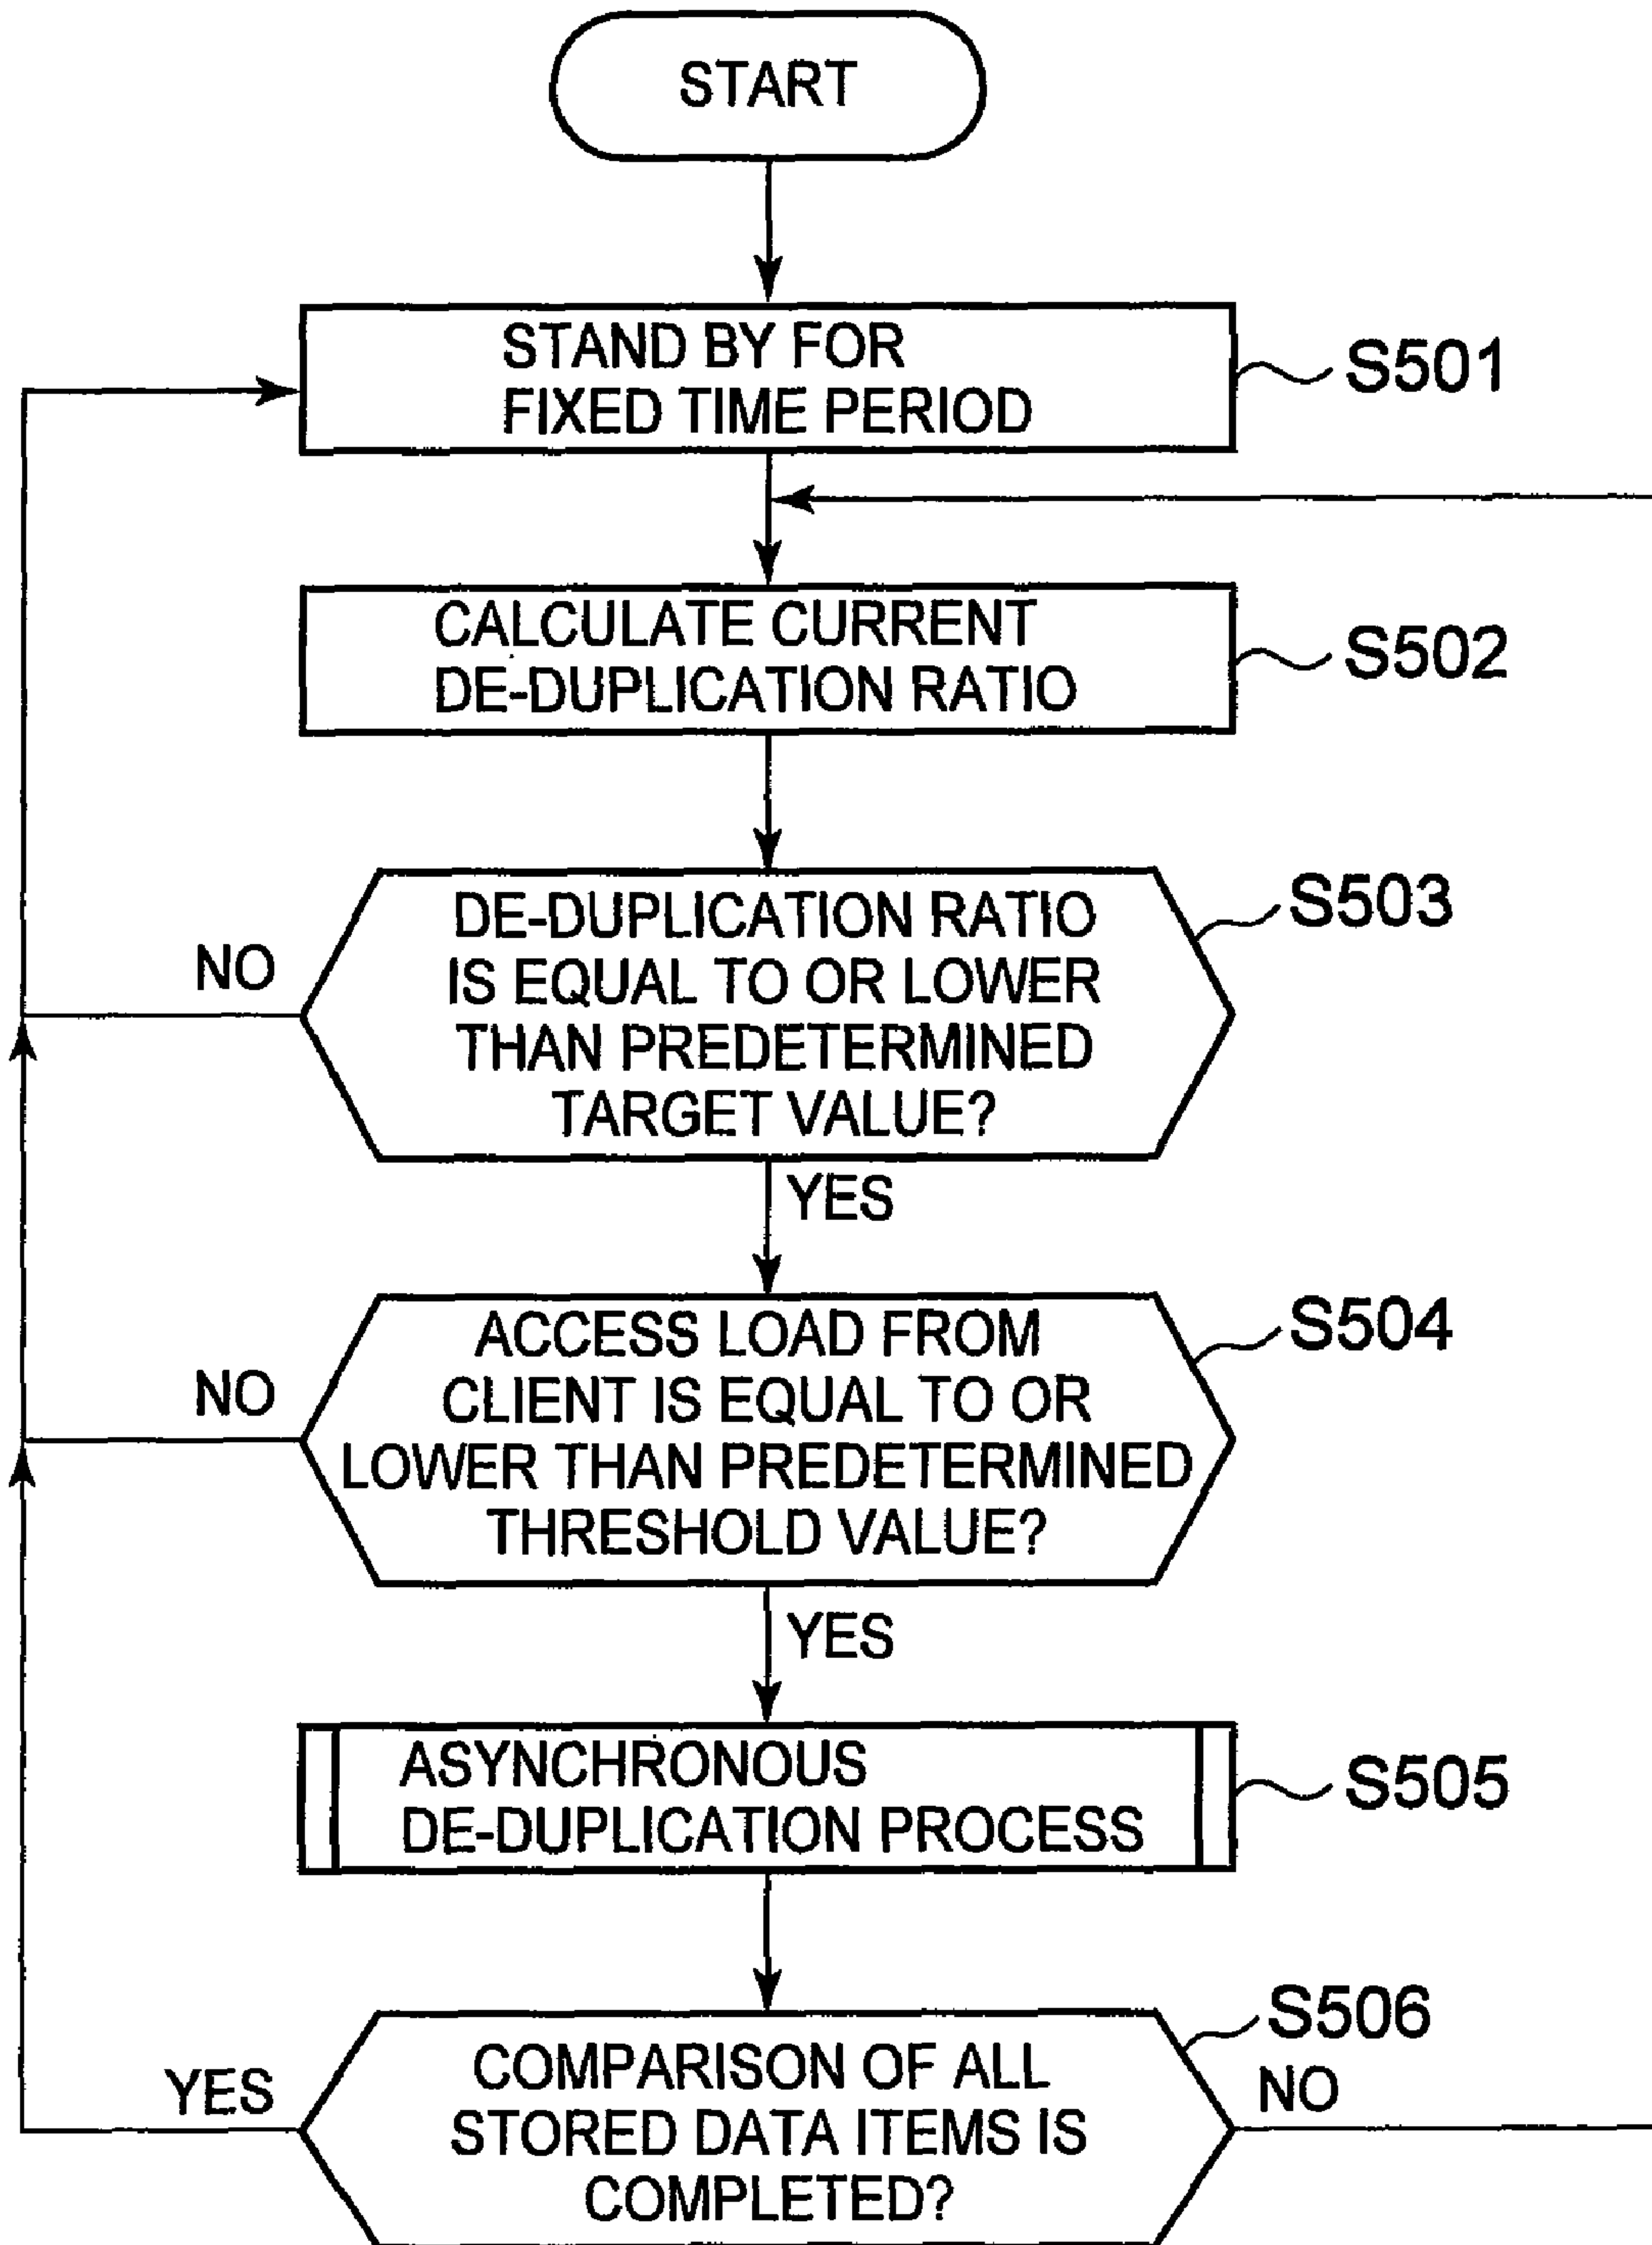 START
STAND BY FOR
FIXED TIME PERIOD
S501
CALCULATE CURRENT
DE-DUPLICATION RATIO
S502
DE-DUPLICATION RATIO
IS EQUAL TO OR LOWER
THAN PREDETERMINED
TARGET VALUE?
S503
NO
YES
ACCESS LOAD FROM
CLIENT IS EQUAL TO OR
LOWER THAN PREDETERMINED
THRESHOLD VALUE?
S504
NO
YES
ASYNCHRONOUS
DE-DUPLICATION PROCESS
S505
COMPARISON OF ALL
STORED DATA ITEMS IS
COMPLETED?
S506
YES
NO